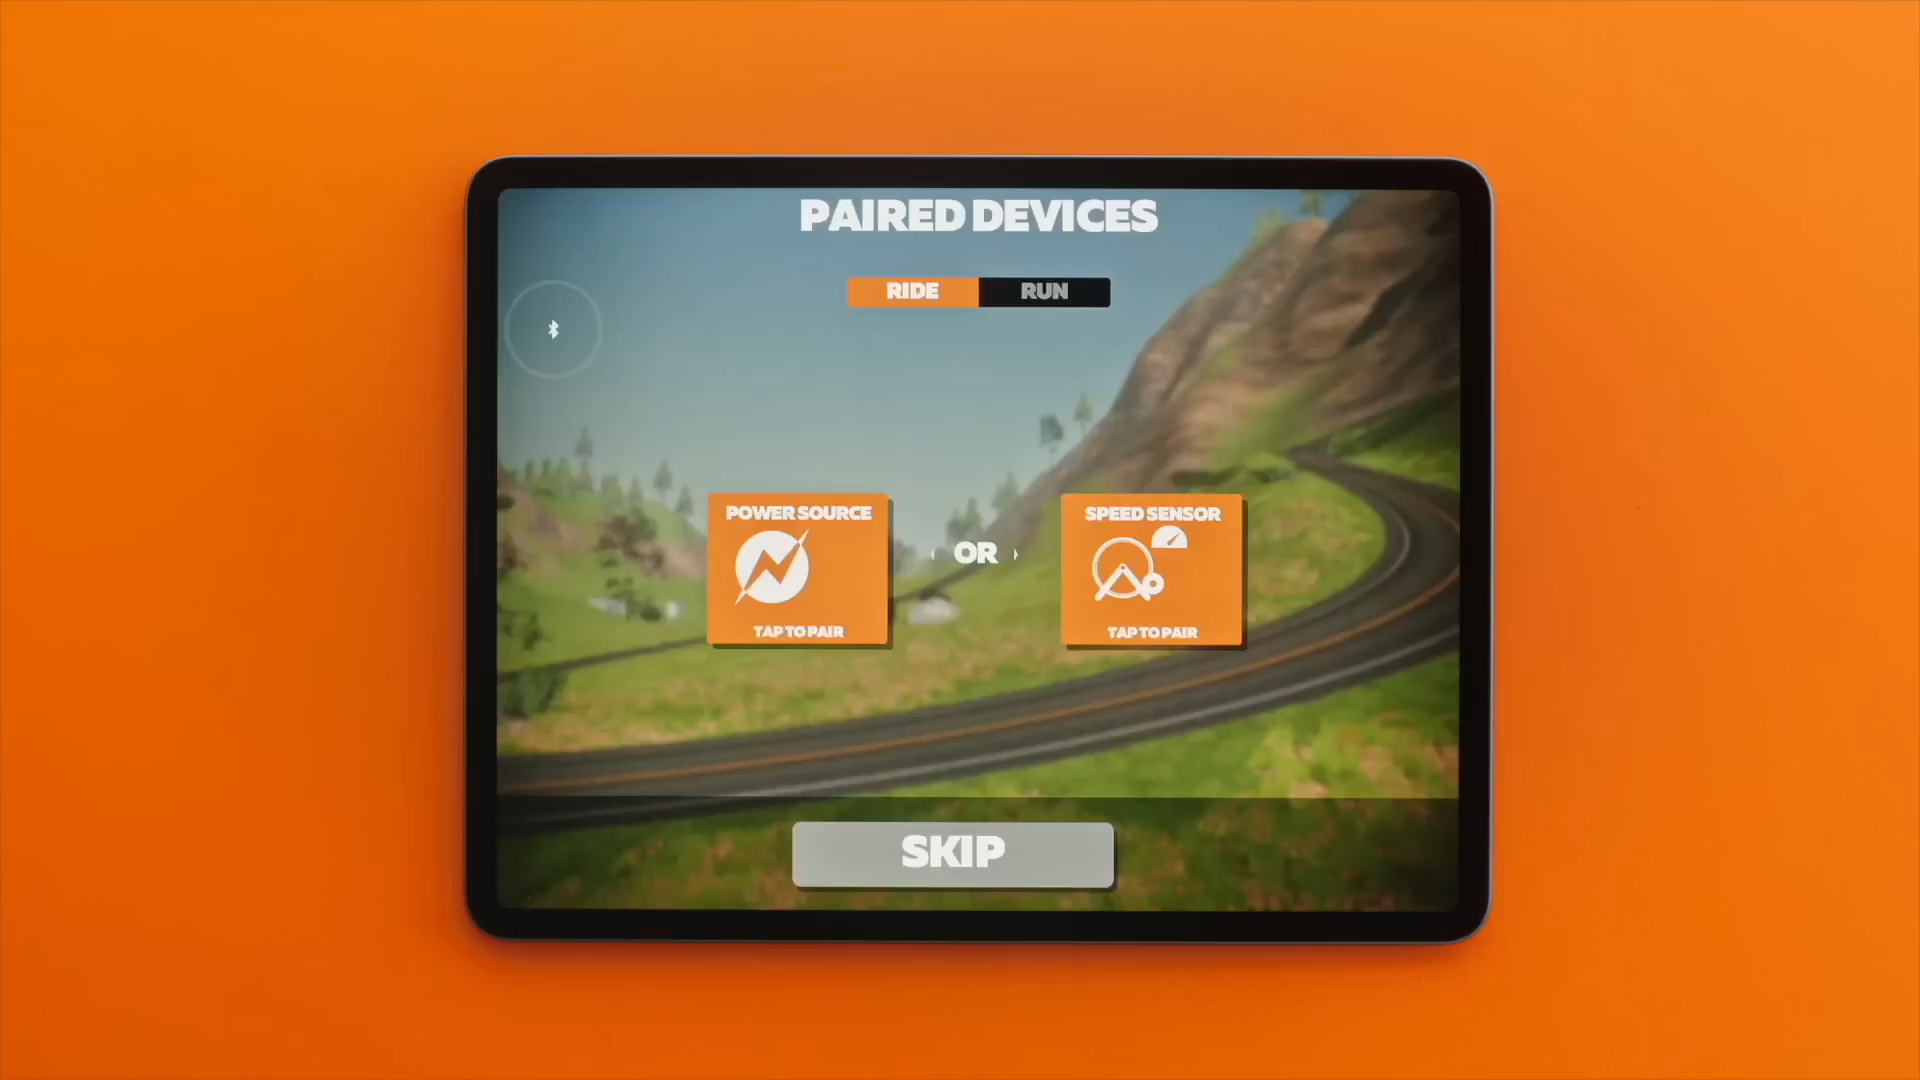 PAIRED DEVICES
RIDE
RUN
POWER SOURCE
TAP TO PAIR
OR
SPEED SENSOR
TAP TO PAIR
SKIP